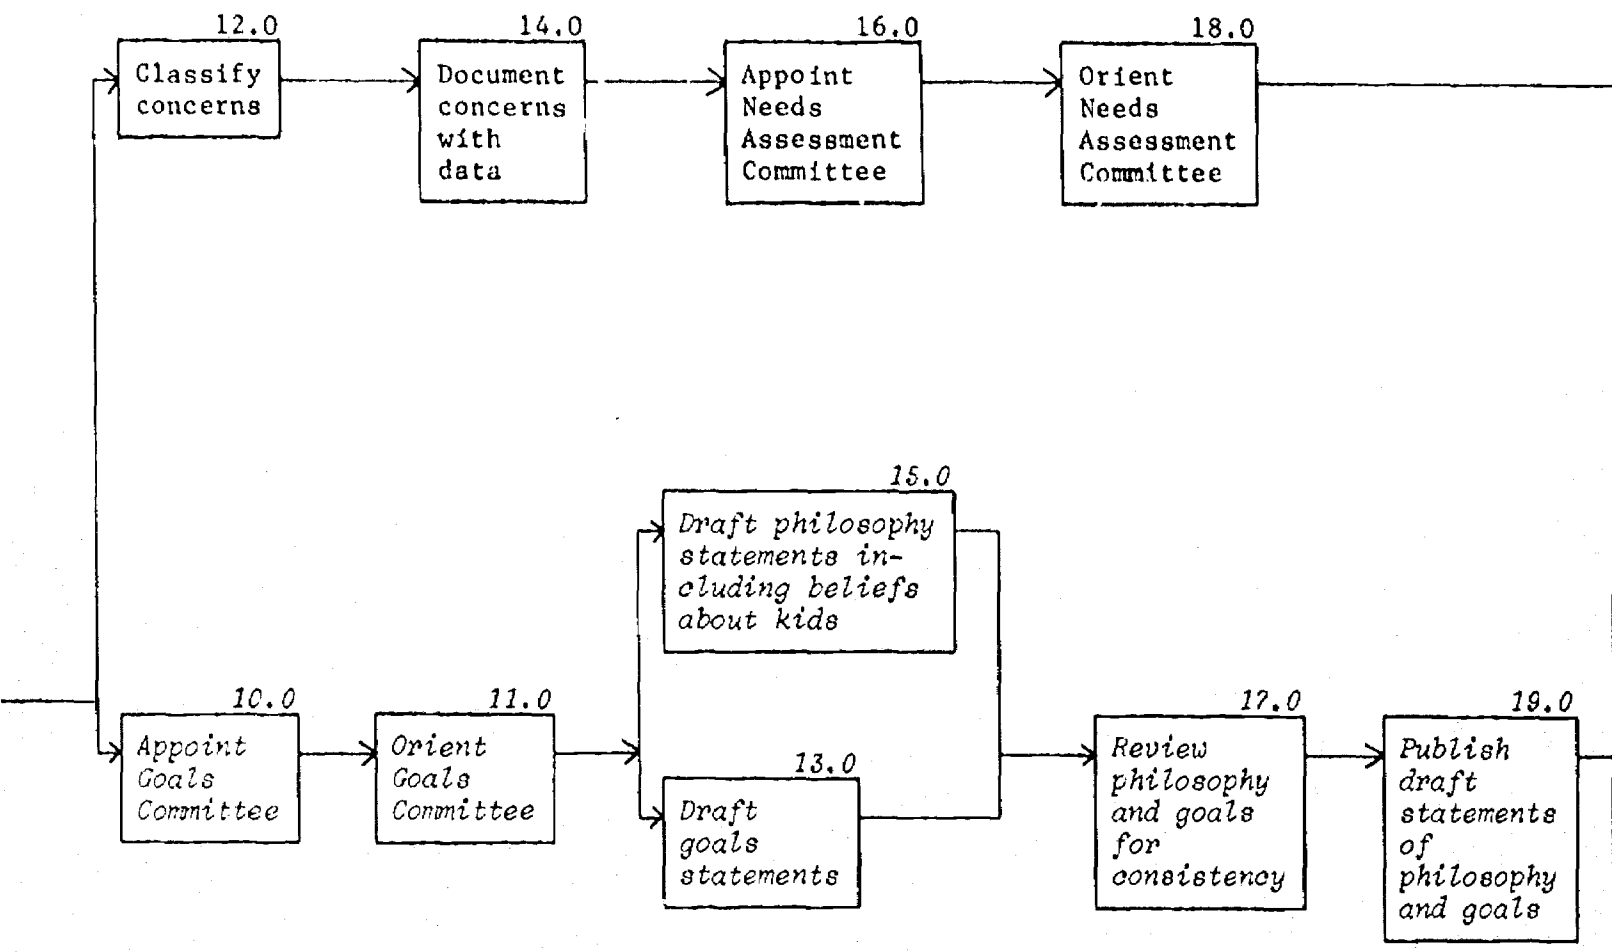 12.0
Classify
concerns
14.0
Document
concerns
with
data
16.0
Appoint
Needs
Assessment
Committee
18.0
Orient
Needs
Assessment
Committee
15.0
Draft philosophy
statements in-
cluding beliefs
about kids
10.0
Appoint
Goals
Committee
11.0
Orient
Goals
Committee
13.0
Draft
goals
statements
17.0
Review
philosophy
and goals
for
consistency
19.0
Publish
draft
statements
of
philosophy
and goals